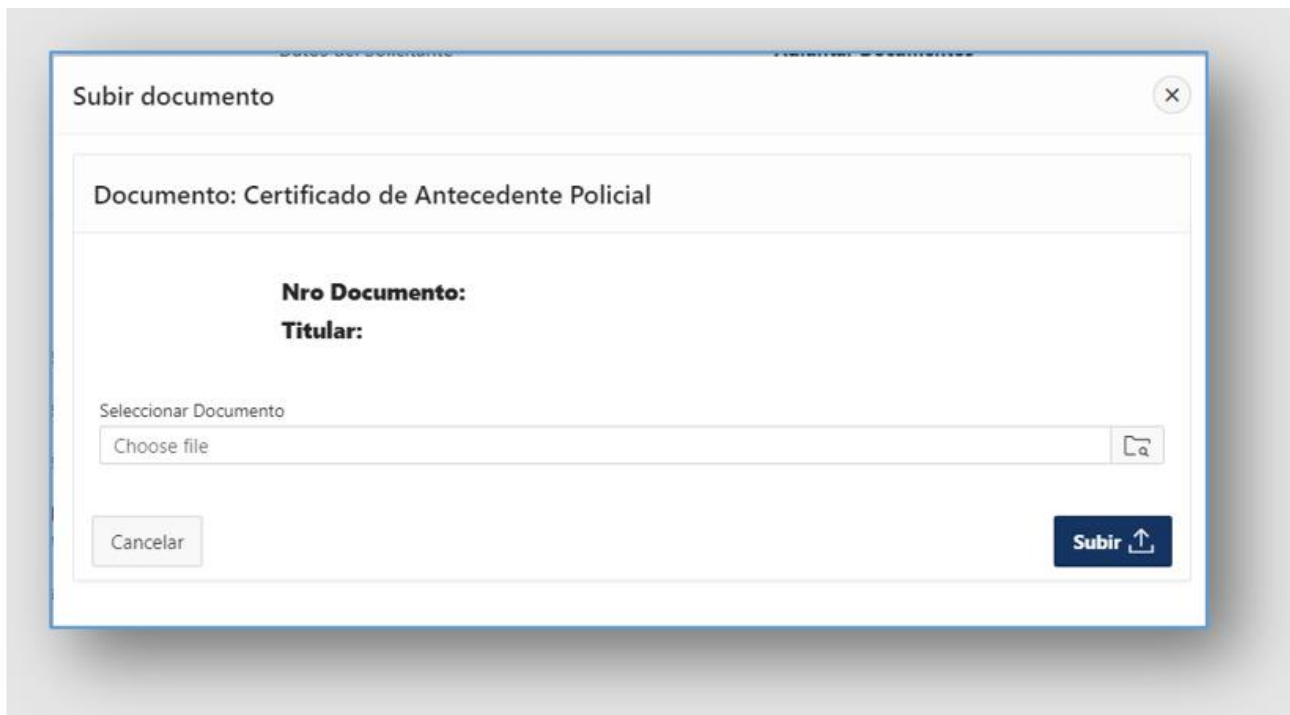 Subir documento
Documento: Certificado de Antecedente Policial
Nro Documento:
Titular:
Seleccionar Documento
Choose file
Cancelar
Subir